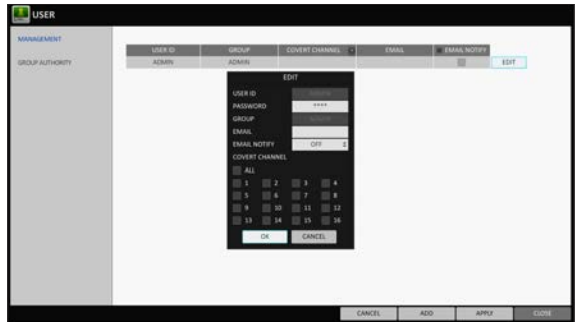 USER
MANAGEMENT
GROUP AUTHORITY
USER ID GROUP COVERT CHANNEL EMAIL EMAIL NOTIFY
ADMIN ADMIN EDIT
EDIT
USER ID ADMIN
PASSWORD ****
GROUP ADMIN
EMAIL
EMAIL NOTIFY OFF
COVERT CHANNEL
ALL
1 2 3 4
5 6 7 8
9 10 11 12
13 14 15 16
OK CANCEL
CANCEL ADD APPLY CLOSE